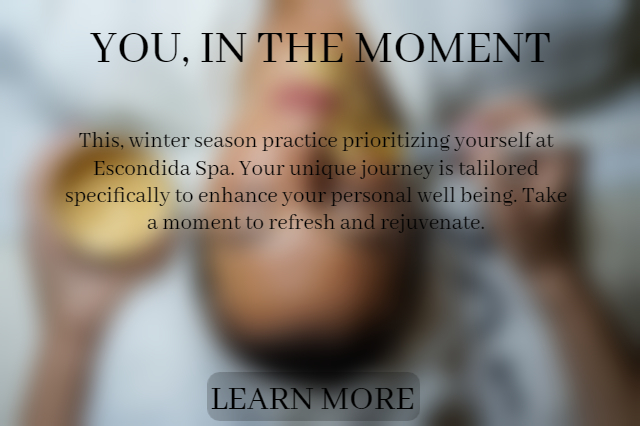 YOU, IN THE MOMENT
This, winter season practice prioritizing yourself at
Escondida Spa. Your unique journey is talilored
specifically to enhance your personal well being. Take
a moment to refresh and rejuvenate.
LEARN MORE